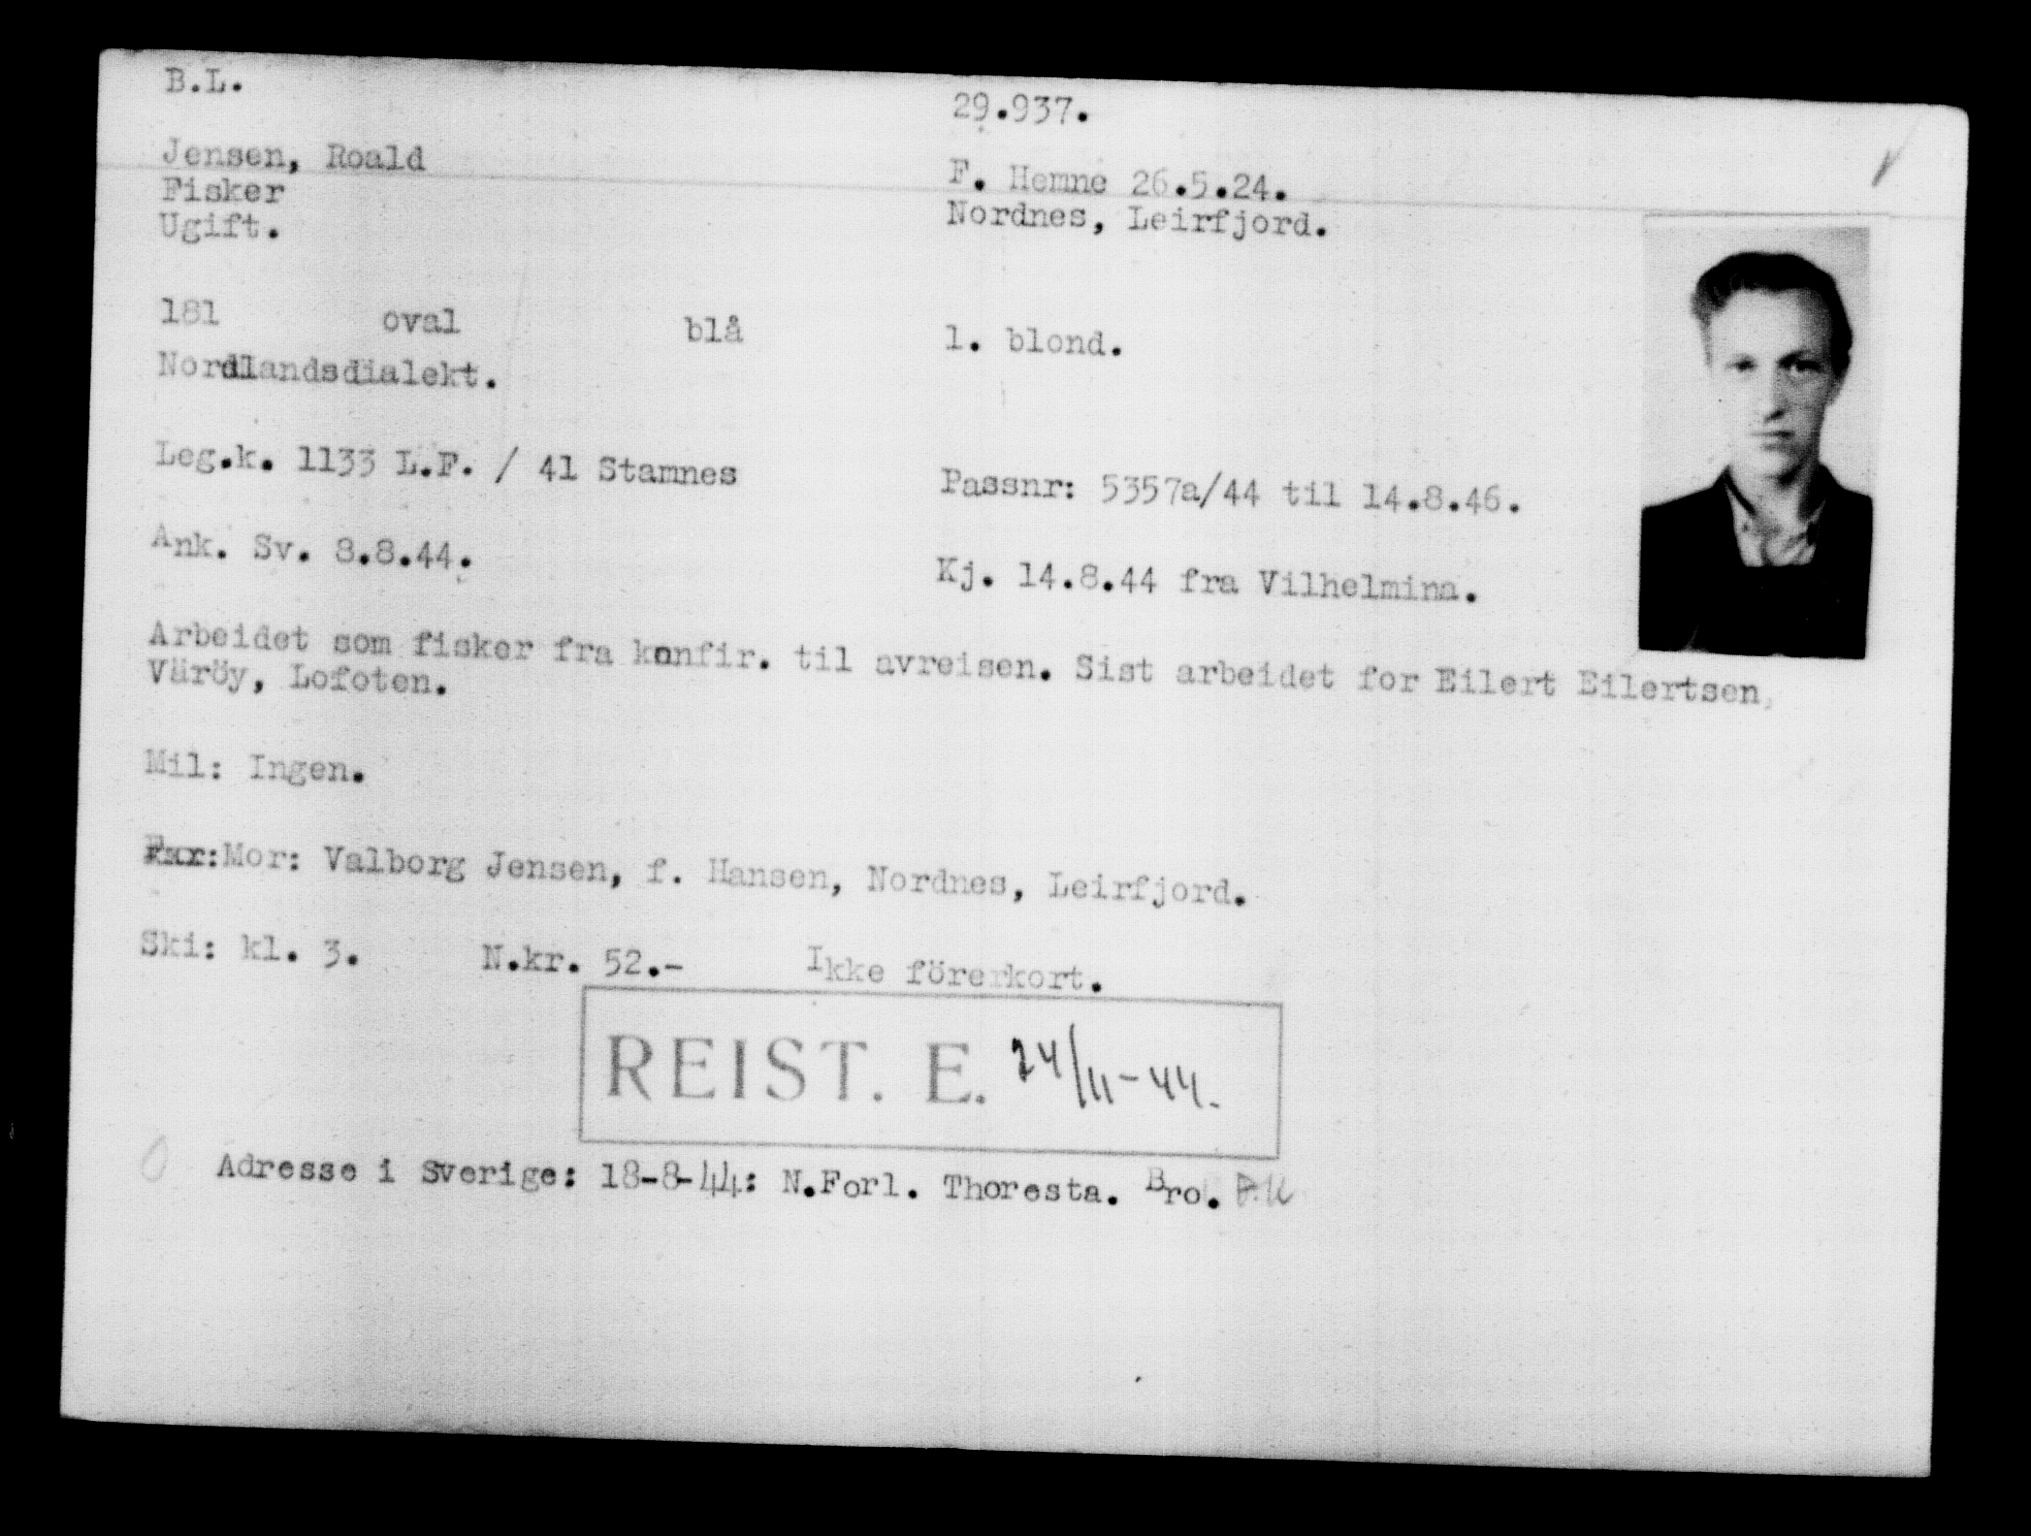 B.L.
29.937.
Jensen, Roald
F. Hemne 26.5.24.
Fisker
Nordnes, Leirfjord.
Ugift.
181 oval blå l. blond.
Nordlandsdialekt.
Leg.k. 1133 L.F. / 41 Stamnes
Passnr: 5357a/44 til 14.8.46.
Ank. Sv. 8.8.44.
Kj. 14.8.44 fra Vilhelmina.
Arbeidet som fisker fra konfir. til avreisen. Sist arbeidet for Eilert Eilertsen,
Väröy, Lofoten.
Mil: Ingen.
Far: Mor: Valborg Jensen, f. Hansen, Nordnes, Leirfjord.
Ski: kl. 3. N.kr. 52.- Ikke förerkort.
REIST. E. 24/11-44.
Adresse i Sverige: 18-8-44: N.Forl. Thoresta. Bro.